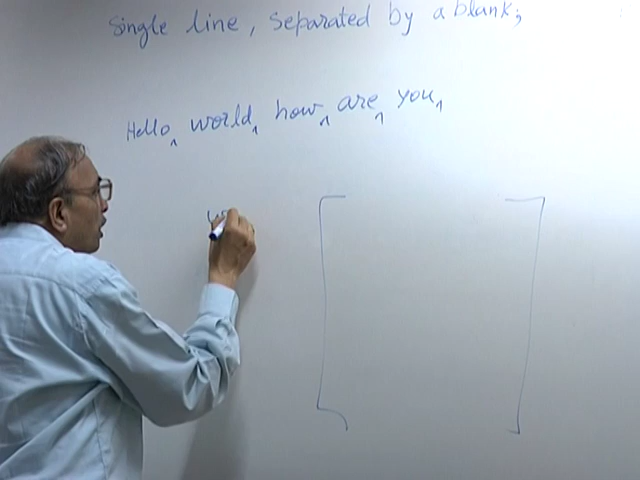 single line, separated by a blank;
Hello‸ world‸ how‸ are‸ you‸